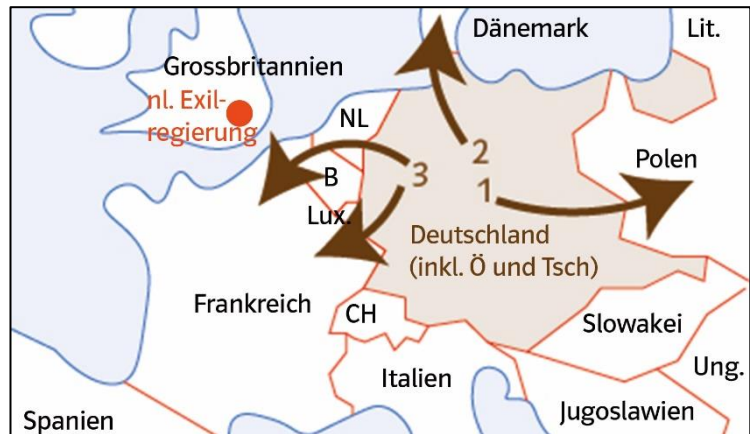 Dänemark
Lit.
Grossbritannien
nl. Exil-
regierung
NL
2
Polen
B
3
1
Lux.
Deutschland
(inkl. Ö und Tsch)
Frankreich
CH
Slowakei
Ung.
Italien
Jugoslawien
Spanien